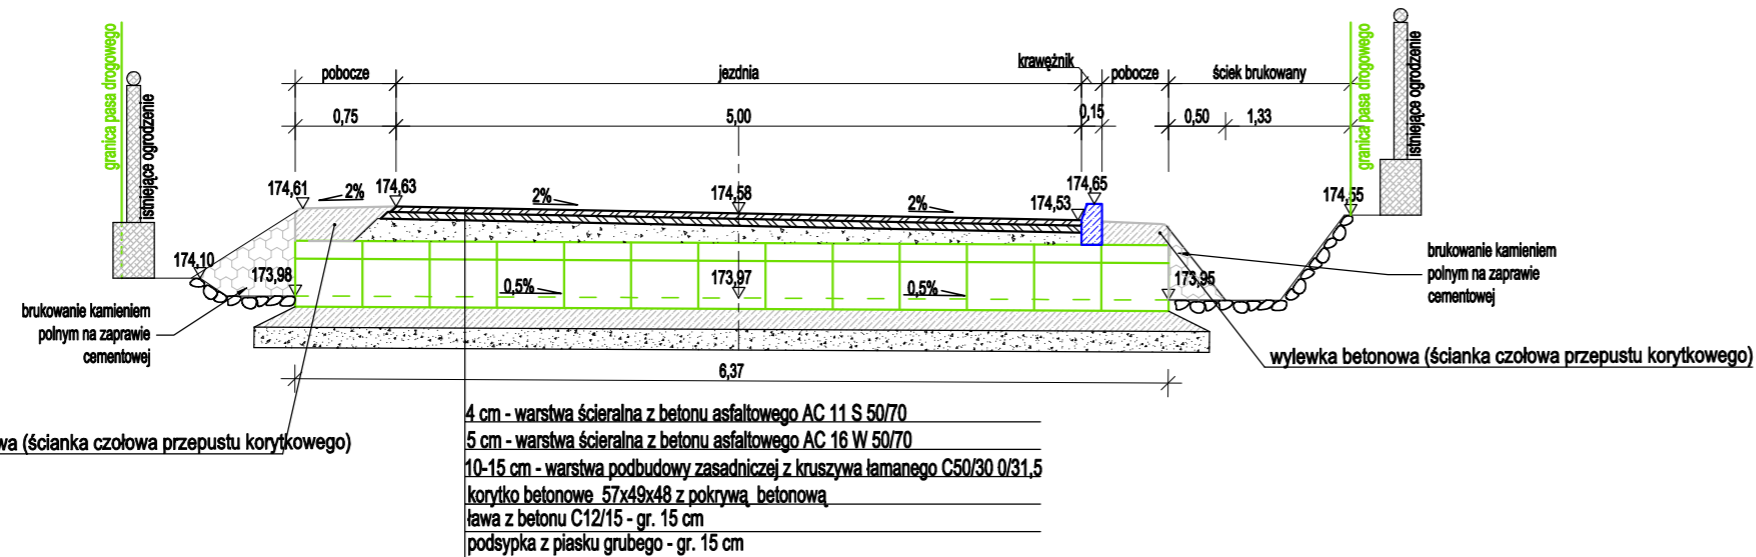 granica pasa drogowego
istniejące ogrodzenie
pobocze
jezdnia
krawężnik
pobocze
ściek brukowany
granica pasa drogowego
istniejące ogrodzenie
0,75
5,00
0,15
0,50
1,33
174,61
2%
174,63
2%
174,58
2%
174,53
174,65
174,55
174,10
173,98
0,5%
173,97
0,5%
173,95
brukowanie kamieniem
polnym na zaprawie
cementowej
brukowanie kamieniem
polnym na zaprawie
cementowej
wylewka betonowa (ścianka czołowa przepustu korytkowego)
6,37
wa (ścianka czołowa przepustu korytkowego)
4 cm - warstwa ścieralna z betonu asfaltowego AC 11 S 50/70
5 cm - warstwa ścieralna z betonu asfaltowego AC 16 W 50/70
10-15 cm - warstwa podbudowy zasadniczej z kruszywa łamanego C50/30 0/31,5
korytko betonowe 57x49x48 z pokrywą betonową
ława z betonu C12/15 - gr. 15 cm
podsypka z piasku grubego - gr. 15 cm